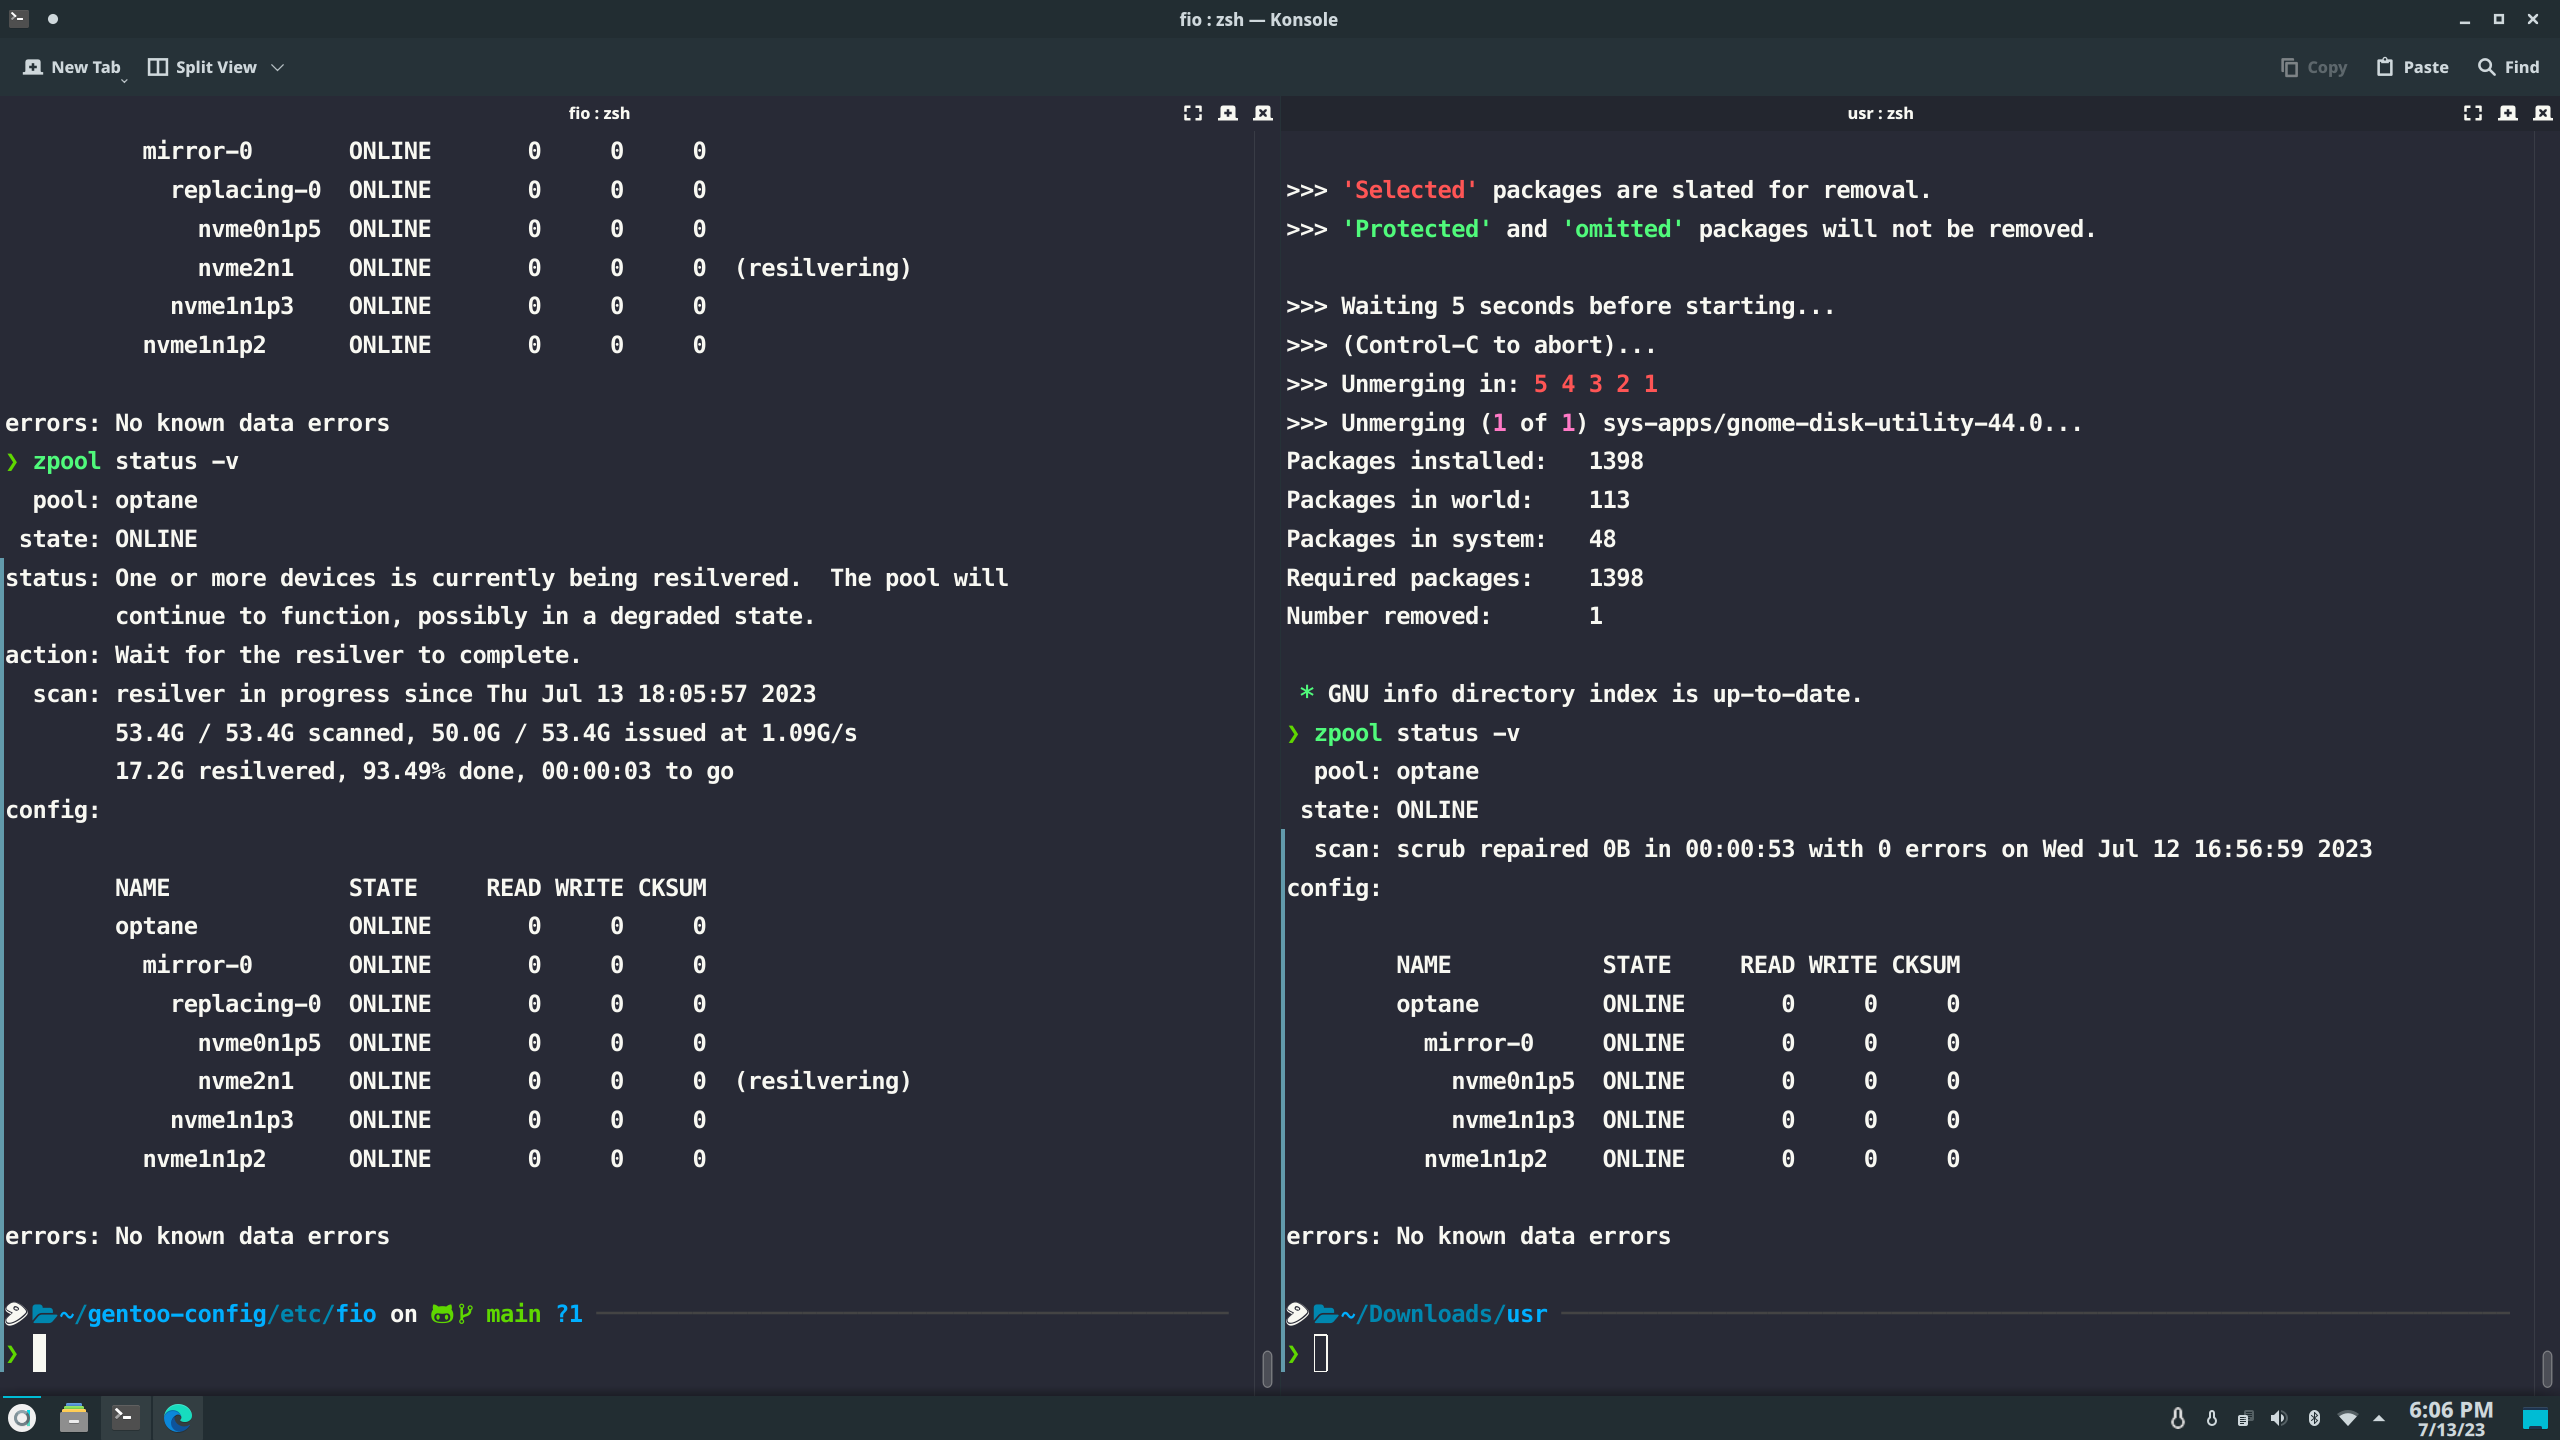 fio : zsh — Konsole
New Tab
Split View
Copy
Paste
Find
fio : zsh
mirror-0       ONLINE       0     0     0
replacing-0  ONLINE       0     0     0
nvme0n1p5  ONLINE       0     0     0
nvme2n1    ONLINE       0     0     0  (resilvering)
nvme1n1p3    ONLINE       0     0     0
nvme1n1p2      ONLINE       0     0     0
errors: No known data errors
❯ zpool status -v
pool: optane
state: ONLINE
status: One or more devices is currently being resilvered.  The pool will
continue to function, possibly in a degraded state.
action: Wait for the resilver to complete.
scan: resilver in progress since Thu Jul 13 18:05:57 2023
53.4G / 53.4G scanned, 50.0G / 53.4G issued at 1.09G/s
17.2G resilvered, 93.49% done, 00:00:03 to go
config:
NAME             STATE     READ WRITE CKSUM
optane           ONLINE       0     0     0
mirror-0       ONLINE       0     0     0
replacing-0  ONLINE       0     0     0
nvme0n1p5  ONLINE       0     0     0
nvme2n1    ONLINE       0     0     0  (resilvering)
nvme1n1p3    ONLINE       0     0     0
nvme1n1p2      ONLINE       0     0     0
errors: No known data errors
~/gentoo-config/etc/fio on main ?1
❯
usr : zsh
>>> 'Selected' packages are slated for removal.
>>> 'Protected' and 'omitted' packages will not be removed.
>>> Waiting 5 seconds before starting...
>>> (Control-C to abort)...
>>> Unmerging in: 5 4 3 2 1
>>> Unmerging (1 of 1) sys-apps/gnome-disk-utility-44.0...
Packages installed:   1398
Packages in world:    113
Packages in system:   48
Required packages:    1398
Number removed:       1
* GNU info directory index is up-to-date.
❯ zpool status -v
pool: optane
state: ONLINE
scan: scrub repaired 0B in 00:00:53 with 0 errors on Wed Jul 12 16:56:59 2023
config:
NAME           STATE     READ WRITE CKSUM
optane         ONLINE       0     0     0
mirror-0     ONLINE       0     0     0
nvme0n1p5  ONLINE       0     0     0
nvme1n1p3  ONLINE       0     0     0
nvme1n1p2    ONLINE       0     0     0
errors: No known data errors
~/Downloads/usr
❯
6:06 PM
7/13/23